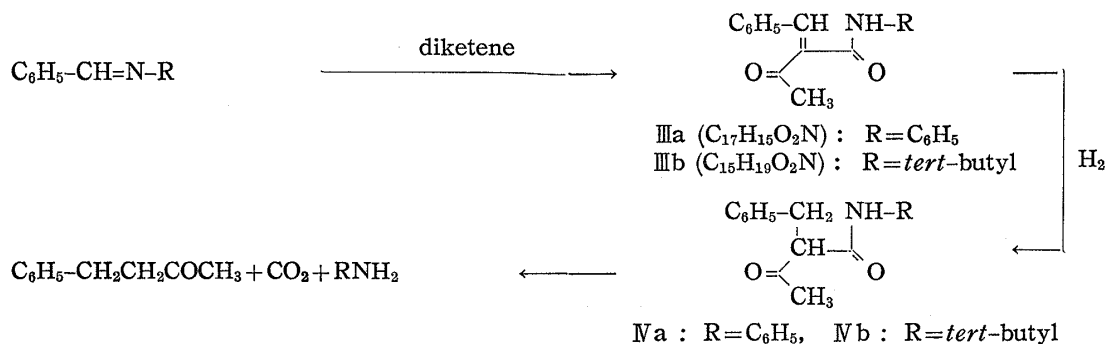 C₆H₅-CH=N-R
diketene
C₆H₅-CH NH-R
O
O
CH₃
Ⅲa (C₁₇H₁₅O₂N) : R=C₆H₅
Ⅲb (C₁₅H₁₉O₂N) : R=tert-butyl
H₂
C₆H₅-CH₂ NH-R
CH
O
O
CH₃
Ⅳa : R=C₆H₅, Ⅳb : R=tert-butyl
C₆H₅-CH₂CH₂COCH₃+CO₂+RNH₂